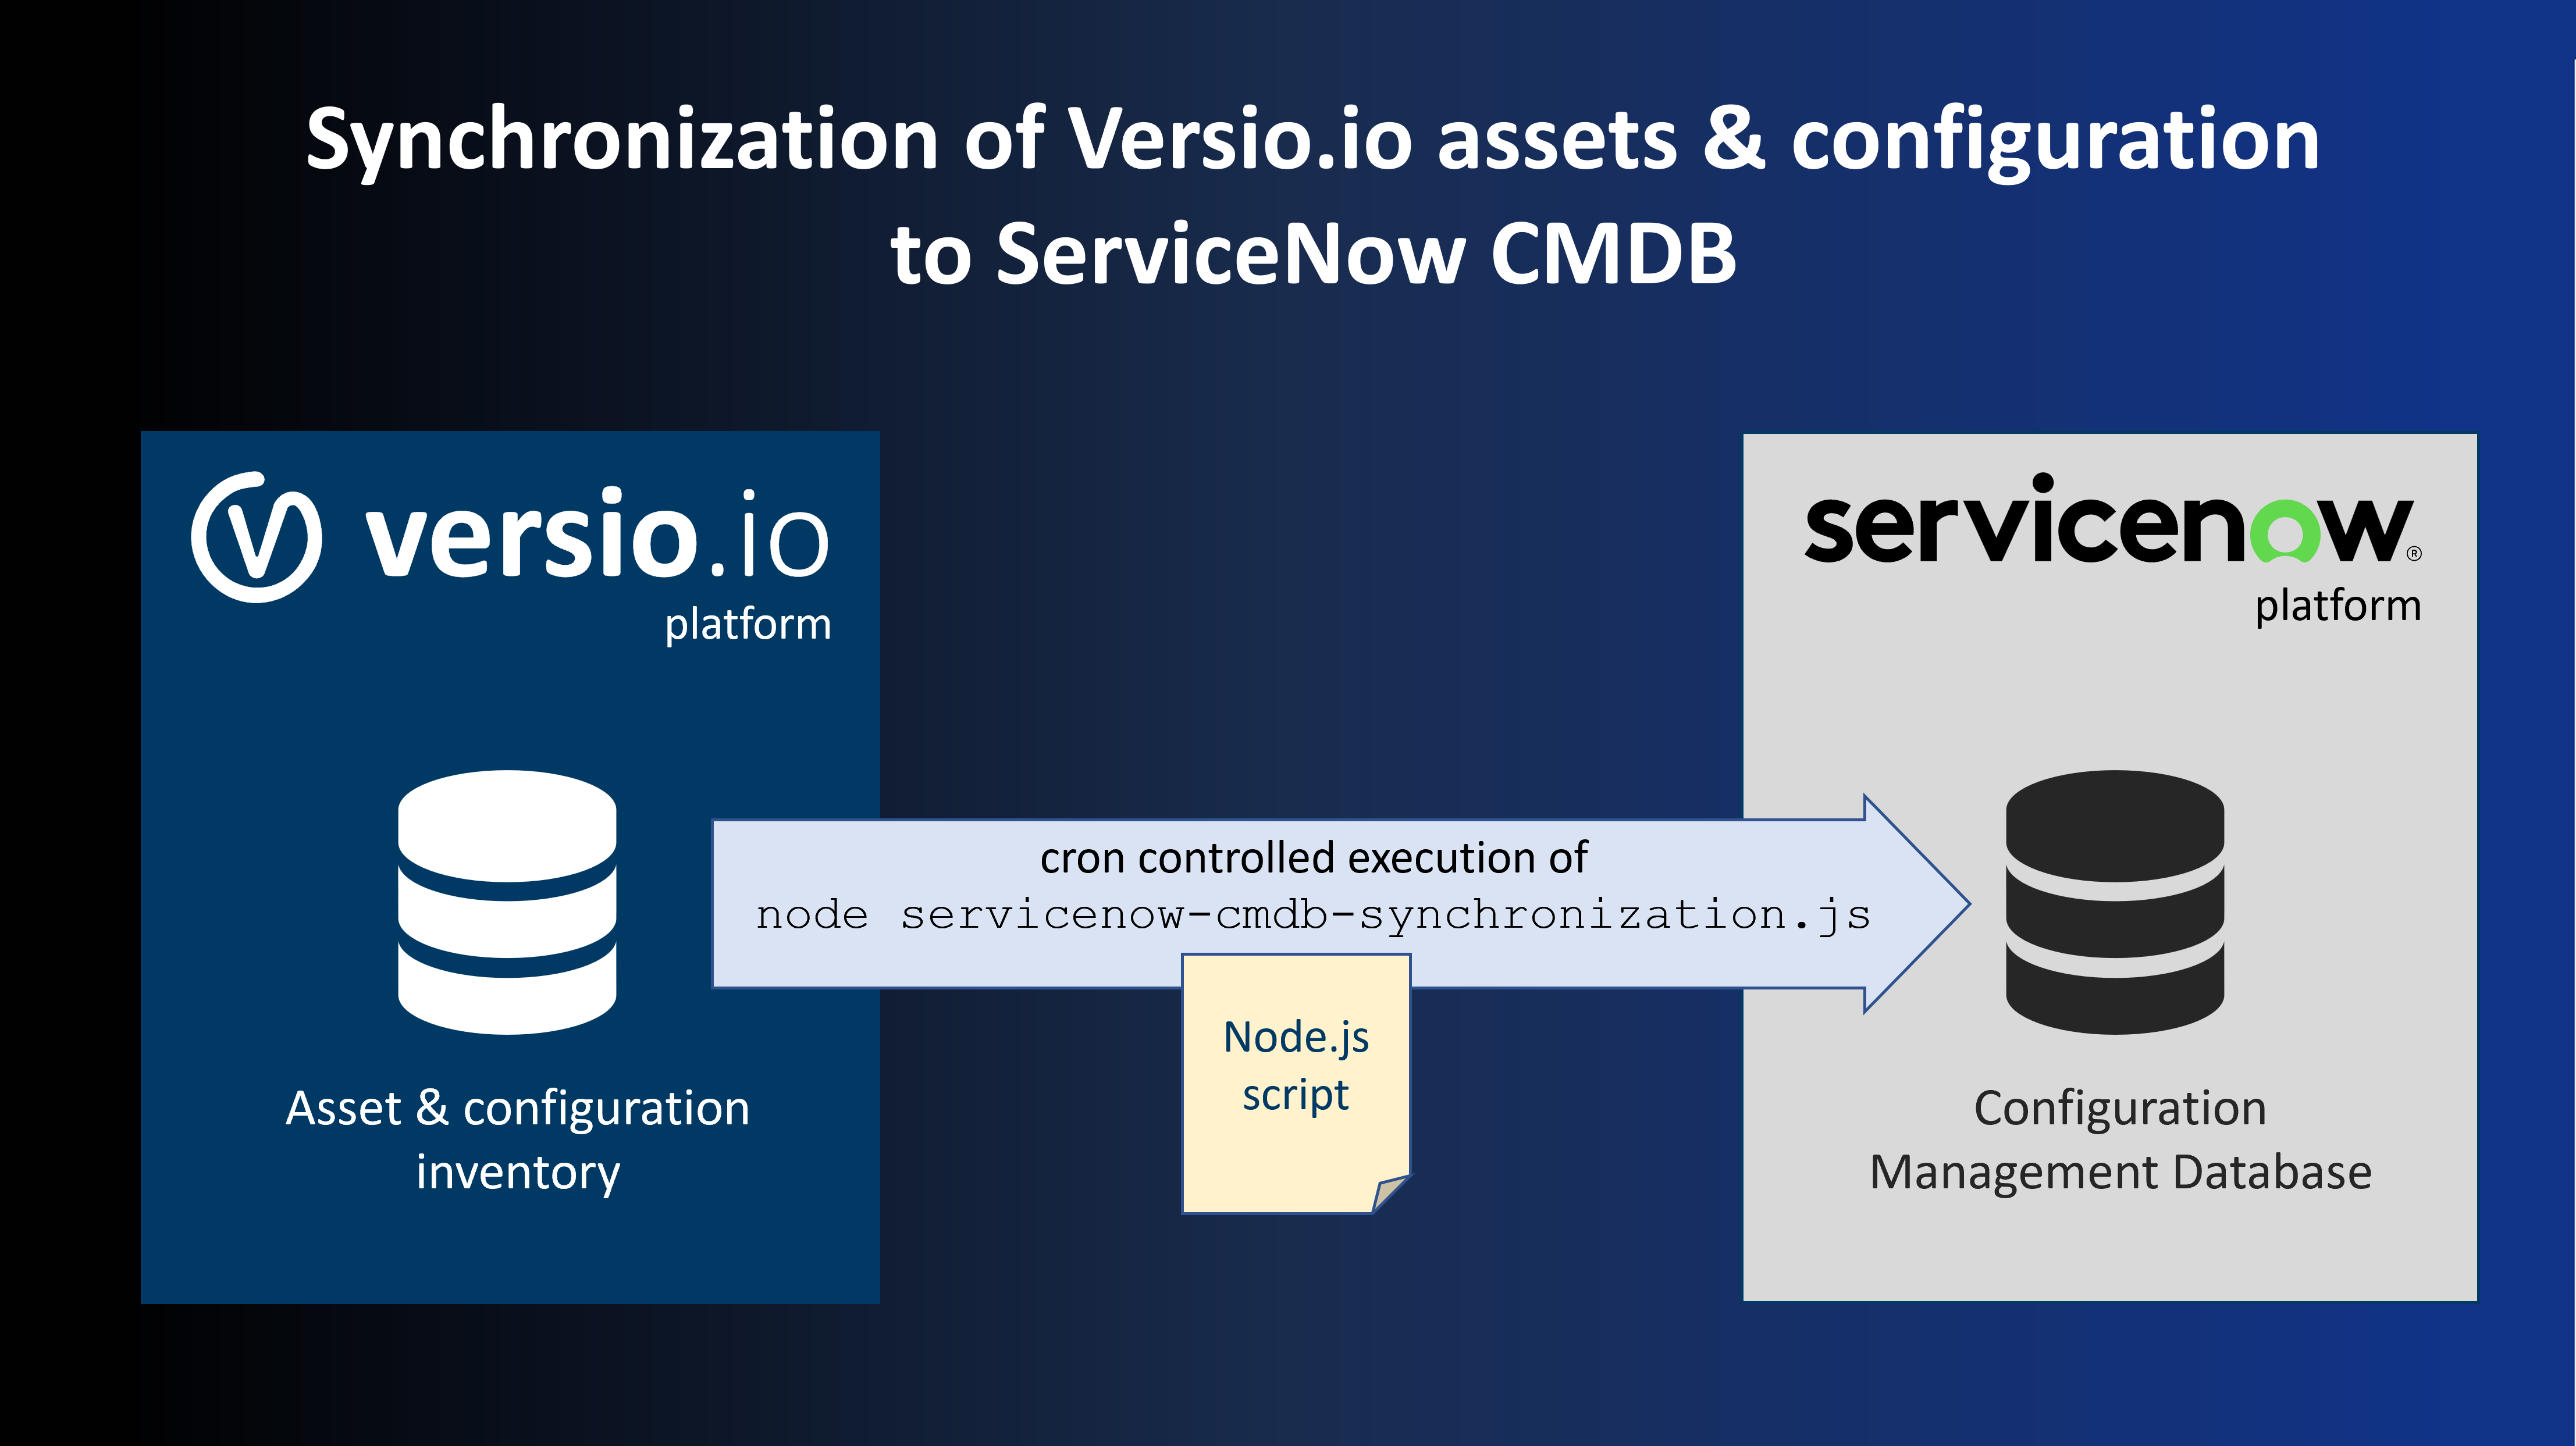 Synchronization of Versio.io assets & configuration
to ServiceNow CMDB
versio.io
platform
servicenow®
platform
cron controlled execution of
node servicenow-cmdb-synchronization.js
Node.js
script
Asset & configuration
inventory
Configuration
Management Database